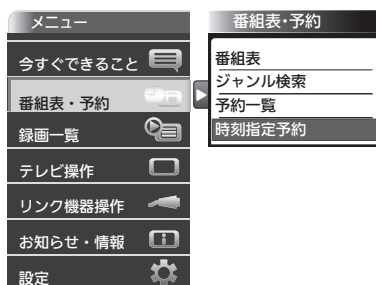 メニュー
今すぐできること
番組表・予約
録画一覧
テレビ操作
リンク機器操作
お知らせ・情報
設定
番組表・予約
番組表
ジャンル検索
予約一覧
時刻指定予約